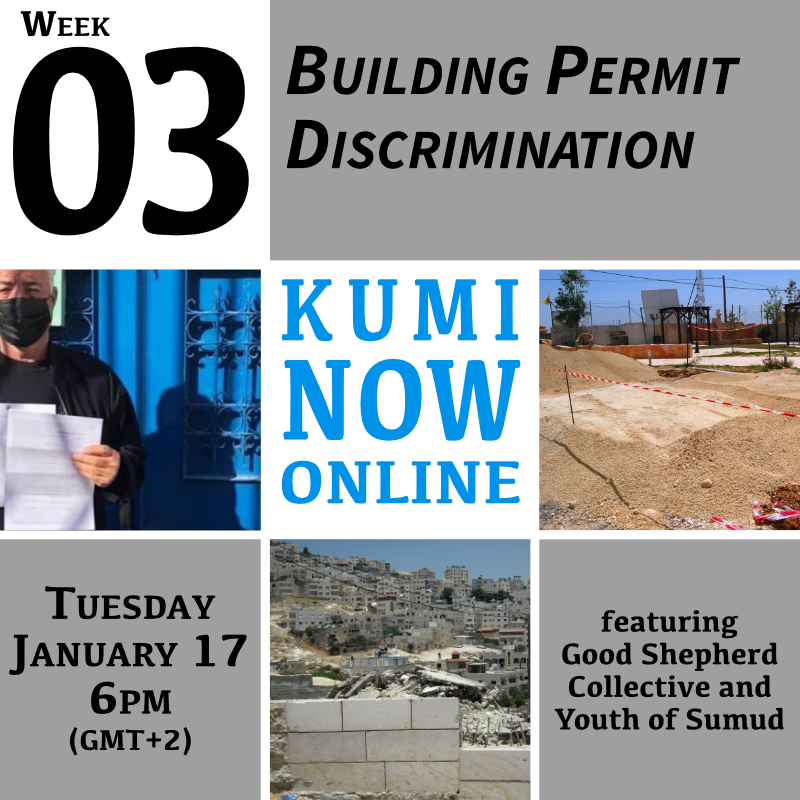 Week
03
Building Permit
Discrimination
KUMI
NOW
ONLINE
Tuesday
January 17
6pm
(GMT+2)
featuring
Good Shepherd
Collective and
Youth of Sumud